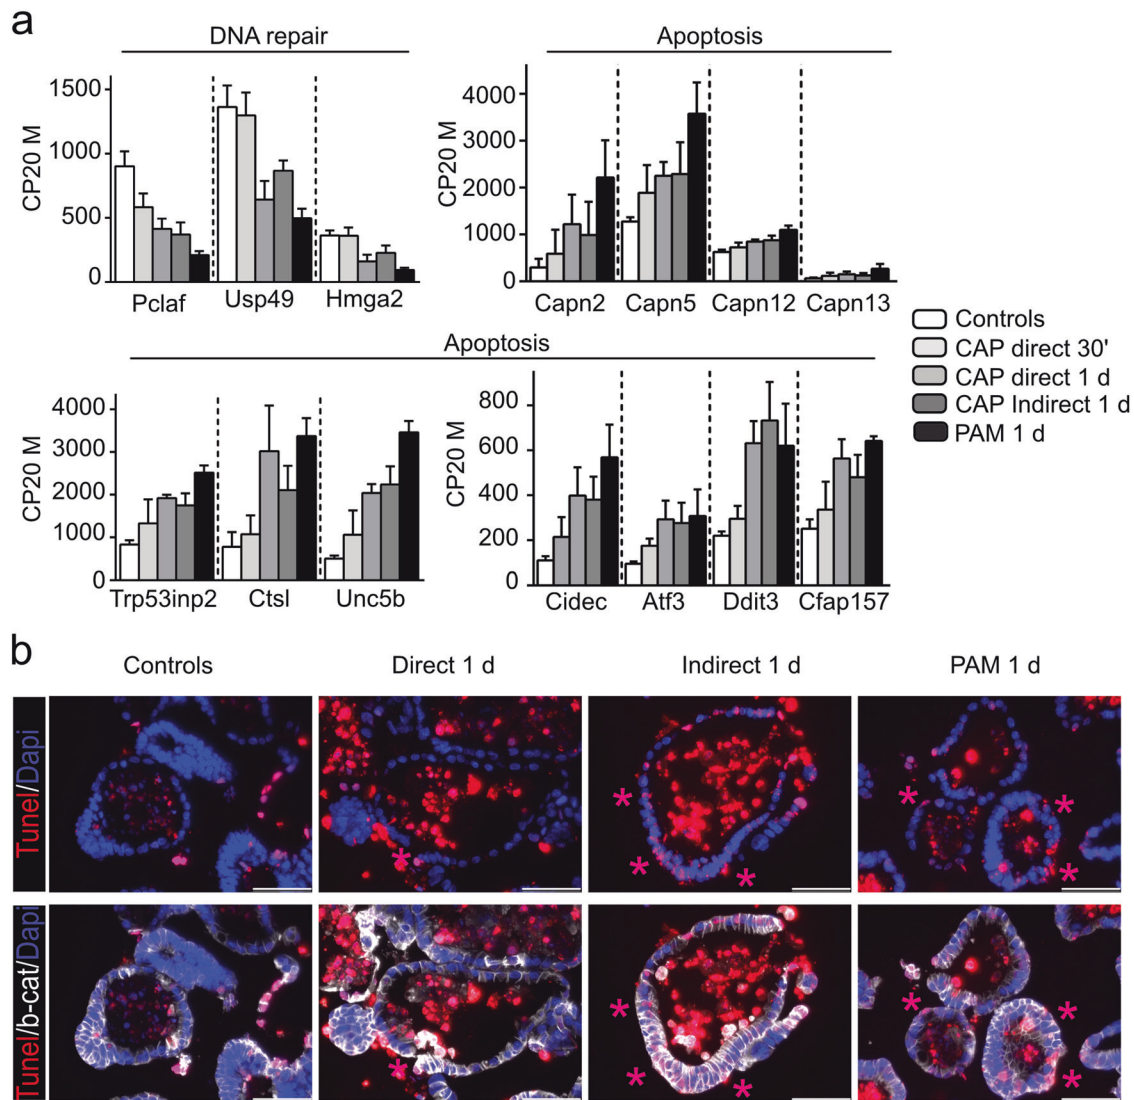 a
DNA repair
CP20 M
1500
1000
500
0
Pclaf Usp49 Hmga2
Apoptosis
CP20 M
4000
3000
2000
1000
0
Capn2 Capn5 Capn12 Capn13
Controls
CAP direct 30'
CAP direct 1 d
CAP Indirect 1 d
PAM 1 d
Apoptosis
CP20 M
4000
3000
2000
1000
0
Trp53inp2 Ctsl Unc5b
CP20 M
800
600
400
200
0
Cidec Atf3 Ddit3 Cfap157
b
Controls Direct 1 d Indirect 1 d PAM 1 d
Tunel/Dapi
* * * * * * *
Tunel/b-cat/Dapi
* * * * * * *